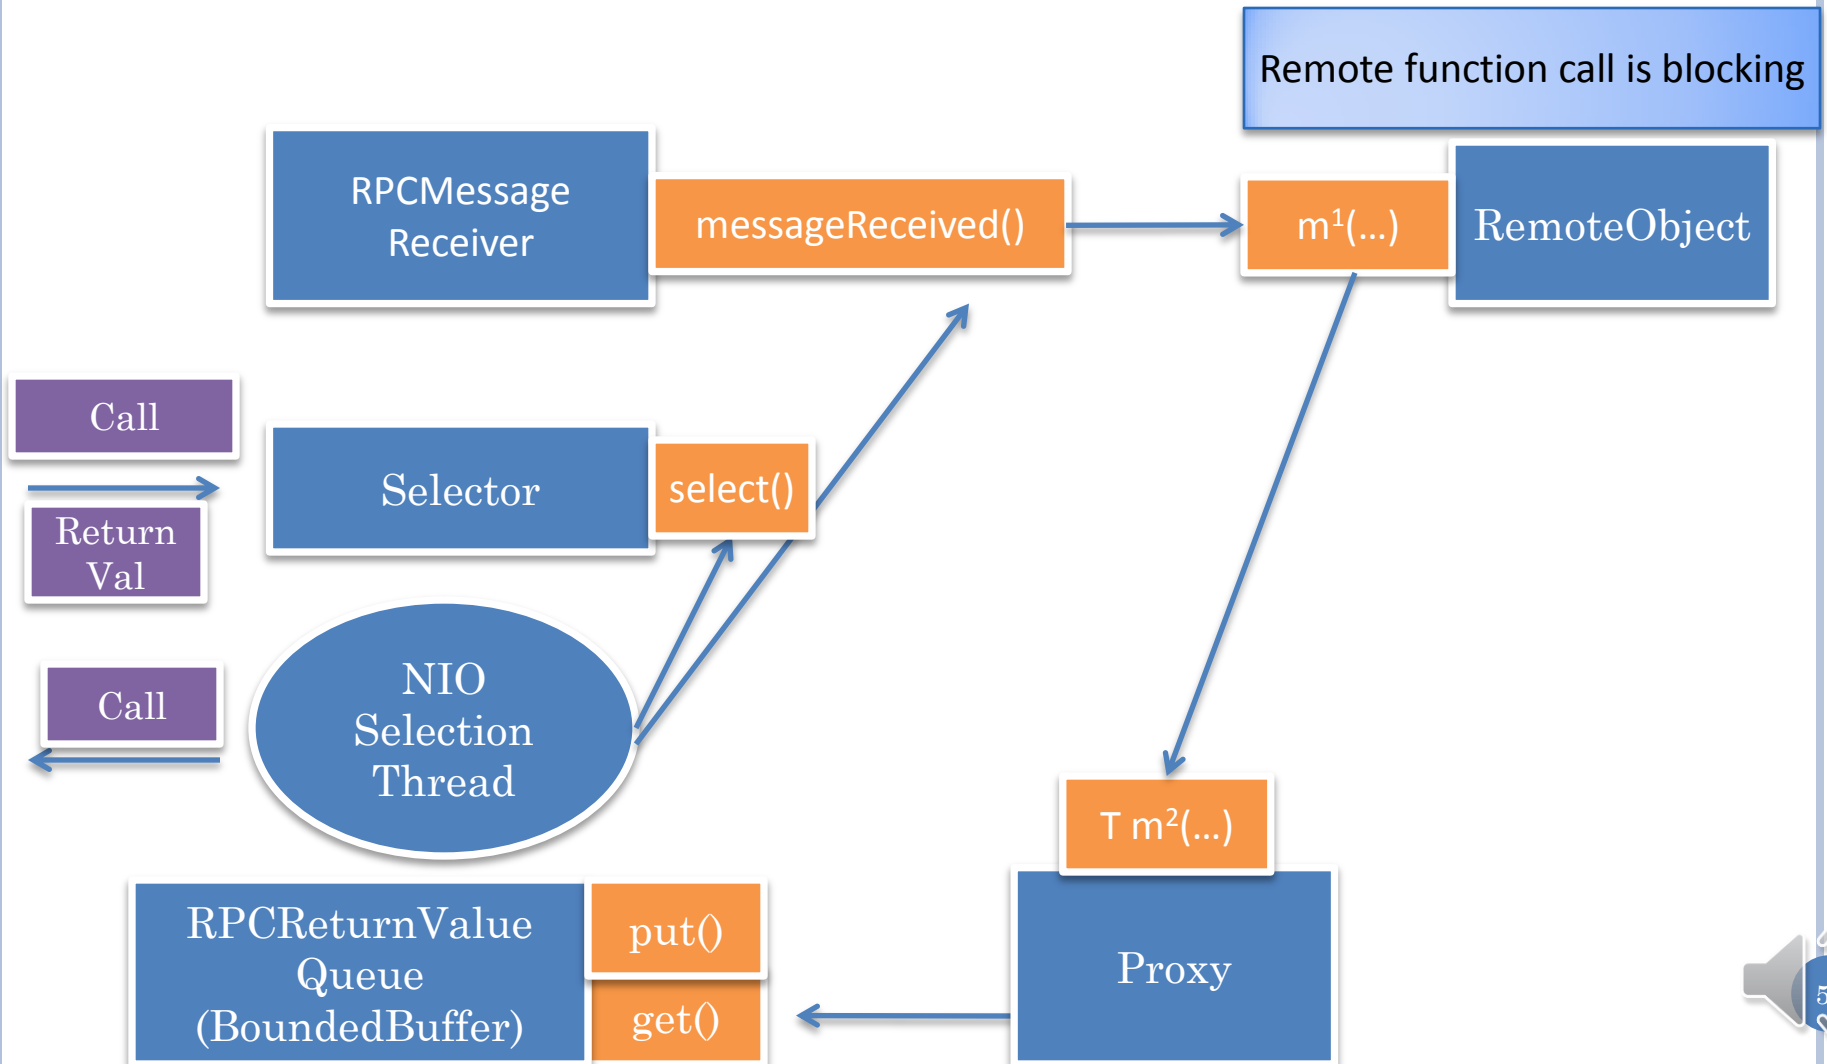 Remote function call is blocking
RPCMessage
Receiver
messageReceived()
m¹(...)
RemoteObject
Call
Selector
select()
Return
Val
NIO
Selection
Thread
Call
T m²(...)
RPCReturnValue
Queue
(BoundedBuffer)
put()
get()
Proxy